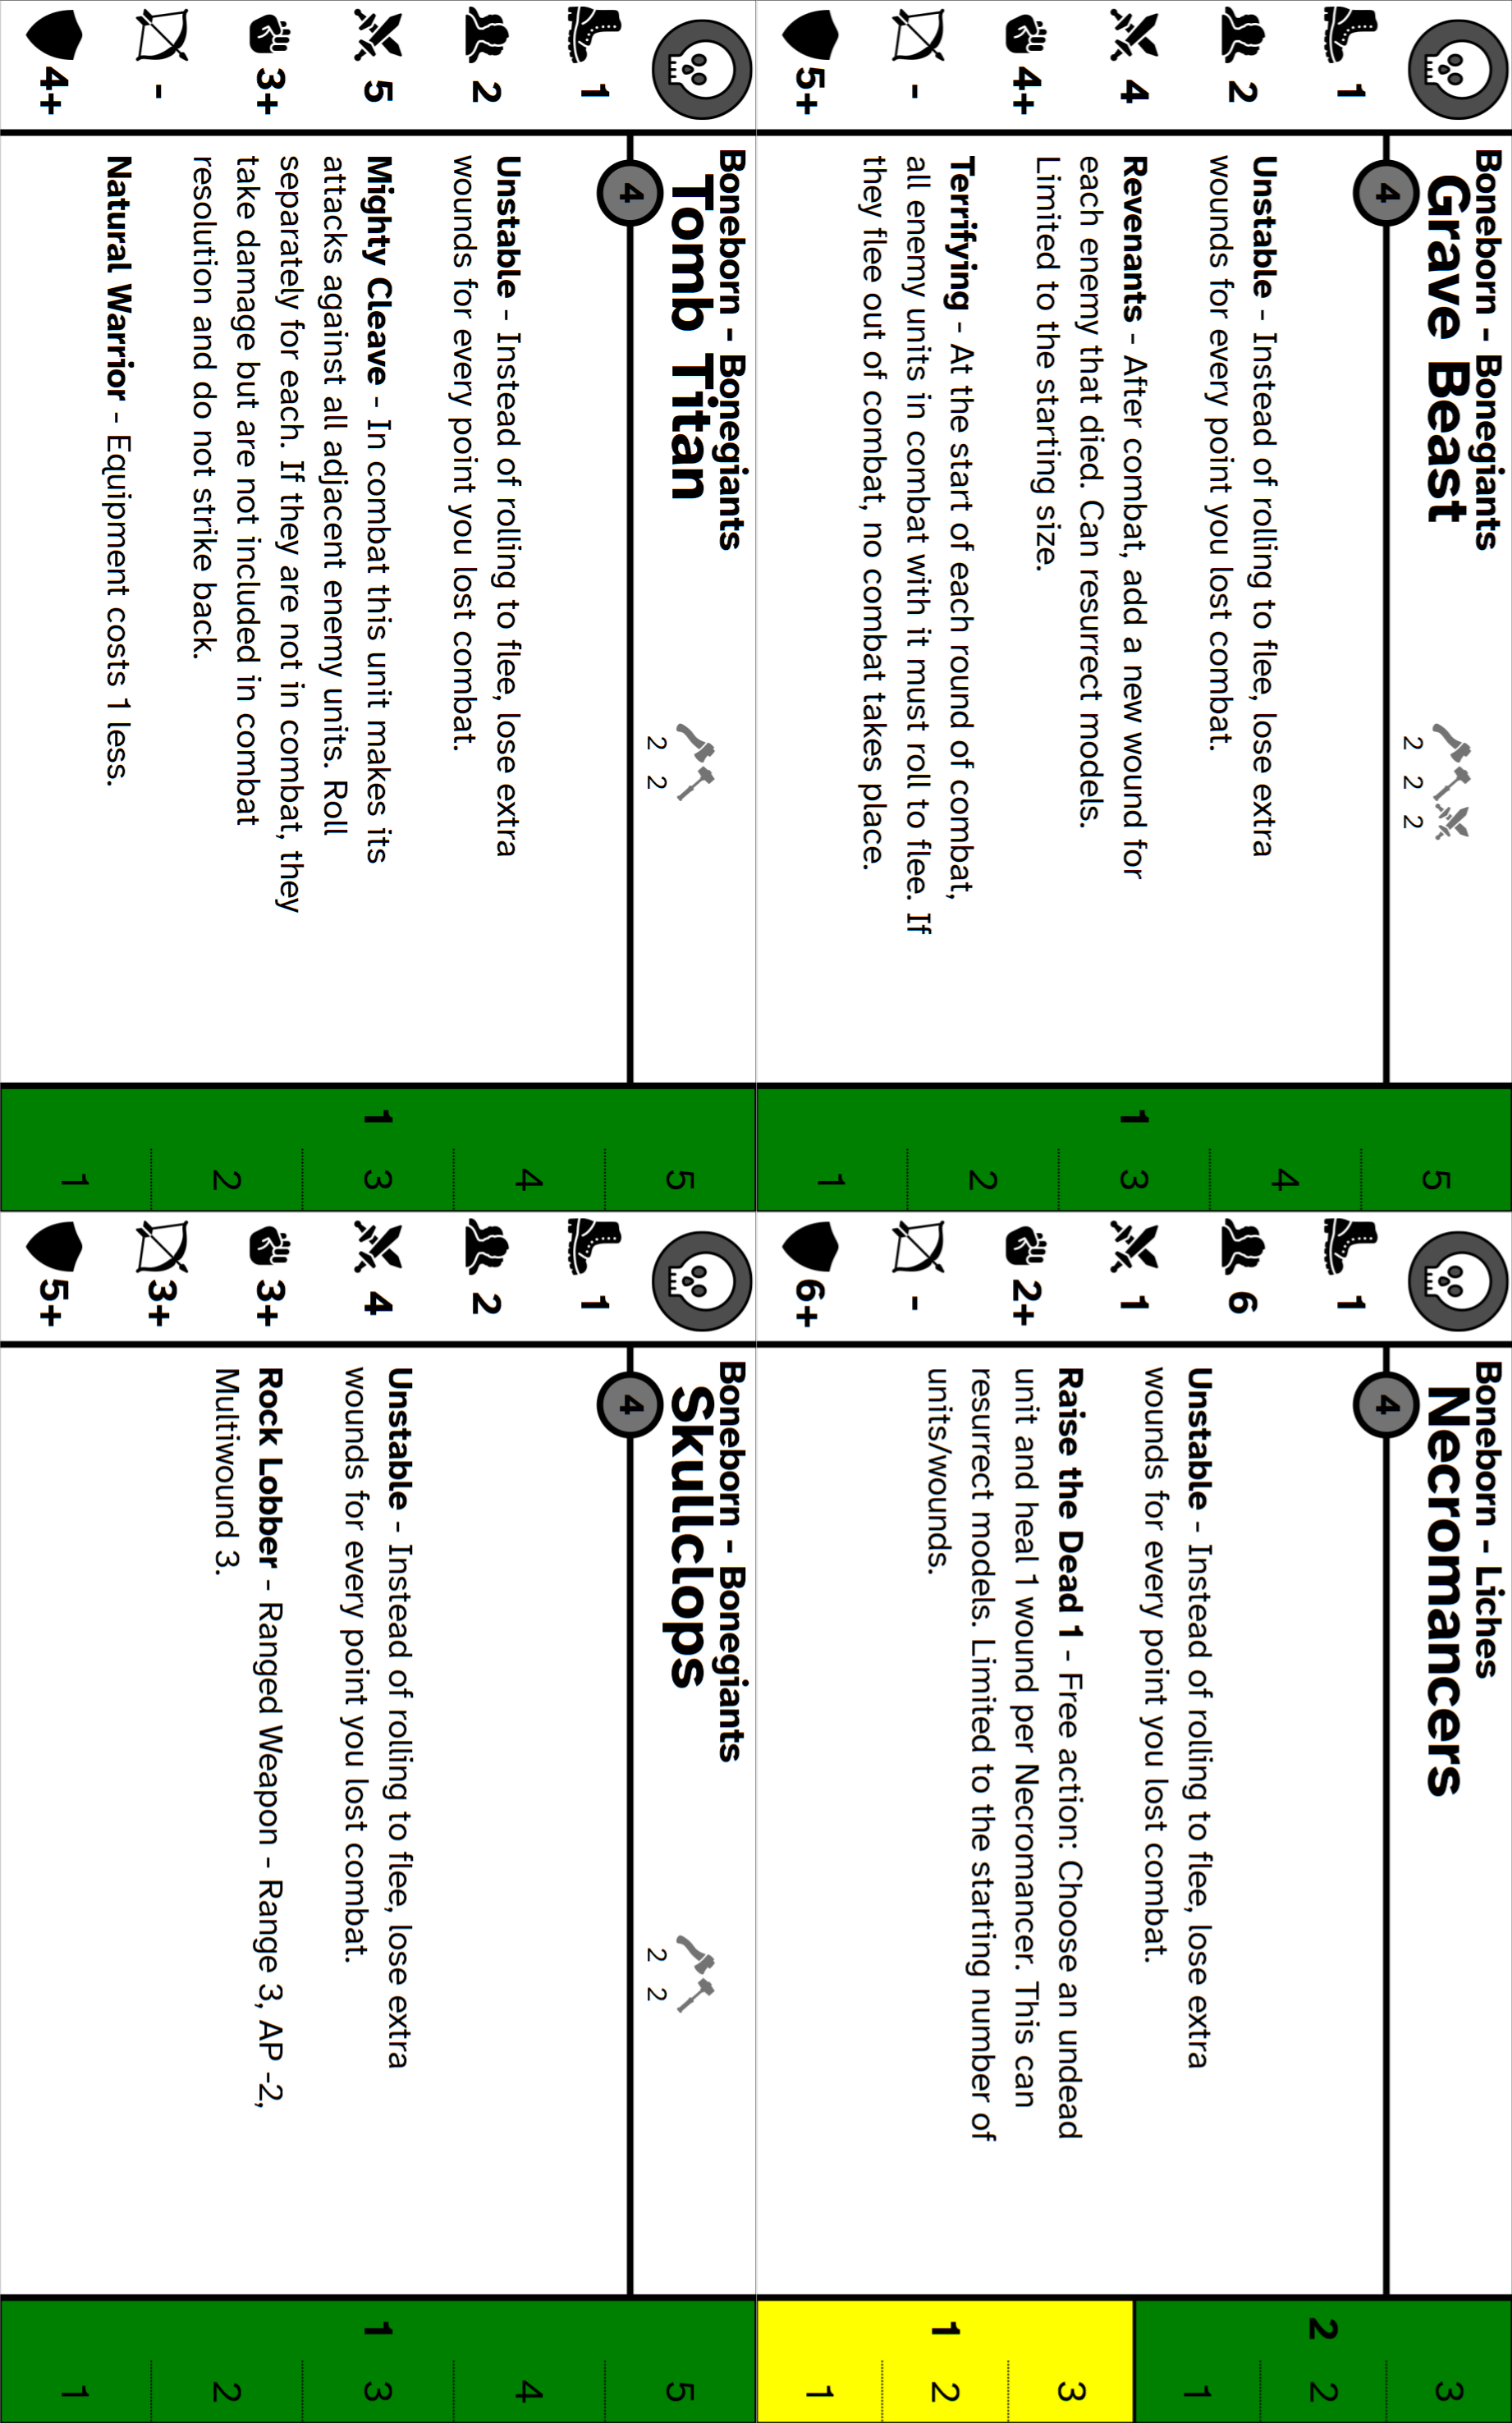 Boneborn - Bonegiants
Grave Beast
2 2 2
4
1
2
4
4+
-
5+
Unstable - Instead of rolling to flee, lose extra
wounds for every point you lost combat.
Revenants - After combat, add a new wound for
each enemy that died. Can resurrect models.
Limited to the starting size.
Terrifying - At the start of each round of combat,
all enemy units in combat with it must roll to flee. If
they flee out of combat, no combat takes place.
1
5
4
3
2
1
Boneborn - Liches
Necromancers
4
1
6
1
2+
-
6+
Unstable - Instead of rolling to flee, lose extra
wounds for every point you lost combat.
Raise the Dead 1 - Free action: Choose an undead
unit and heal 1 wound per Necromancer. This can
resurrect models. Limited to the starting number of
units/wounds.
2
3
2
1
1
3
2
1
Boneborn - Bonegiants
Tomb Titan
2 2
4
1
2
5
3+
-
4+
Unstable - Instead of rolling to flee, lose extra
wounds for every point you lost combat.
Mighty Cleave - In combat this unit makes its
attacks against all adjacent enemy units. Roll
separately for each. If they are not in combat, they
take damage but are not included in combat
resolution and do not strike back.
Natural Warrior - Equipment costs 1 less.
1
5
4
3
2
1
Boneborn - Bonegiants
Skullclops
2 2
4
1
2
4
3+
3+
5+
Unstable - Instead of rolling to flee, lose extra
wounds for every point you lost combat.
Rock Lobber - Ranged Weapon - Range 3, AP -2,
Multiwound 3.
1
5
4
3
2
1